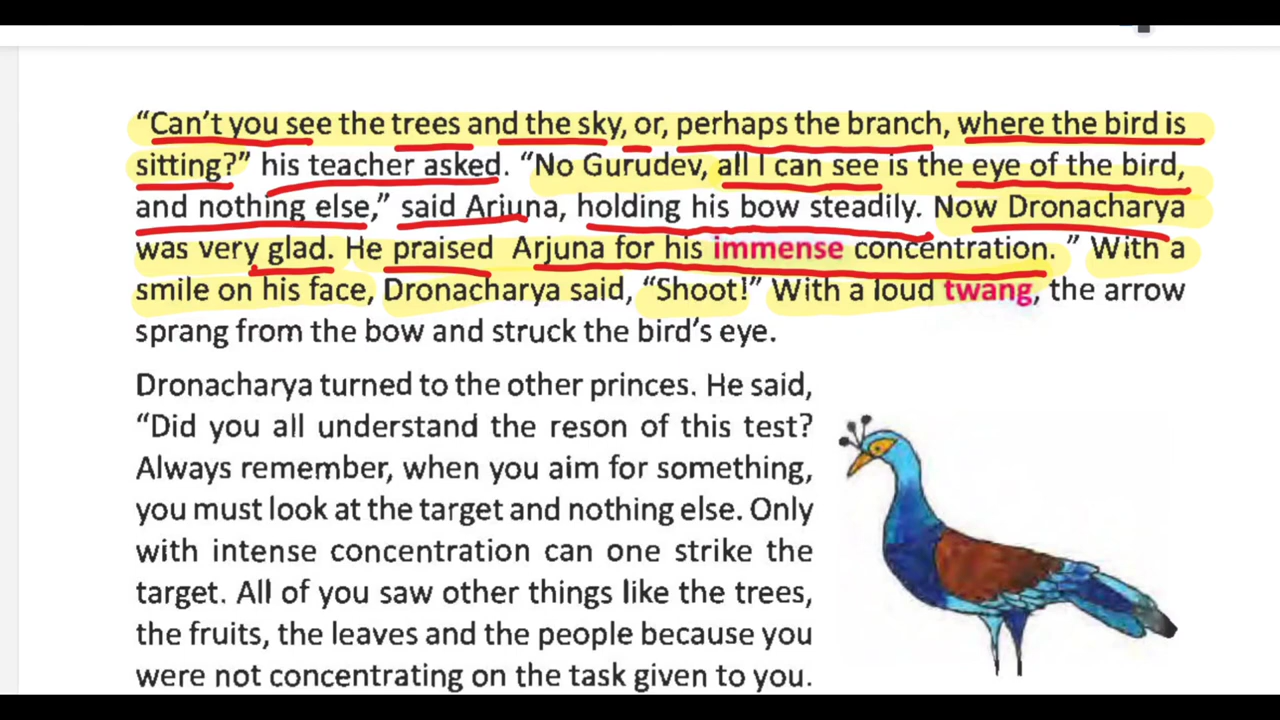 “Can’t you see the trees and the sky, or, perhaps the branch, where the bird is
sitting?” his teacher asked. “No Gurudev, all I can see is the eye of the bird,
and nothing else,” said Arjuna, holding his bow steadily. Now Dronacharya
was very glad. He praised Arjuna for his immense concentration. ” With a
smile on his face, Dronacharya said, “Shoot!” With a loud twang, the arrow
sprang from the bow and struck the bird’s eye.
Dronacharya turned to the other princes. He said,
“Did you all understand the reson of this test?
Always remember, when you aim for something,
you must look at the target and nothing else. Only
with intense concentration can one strike the
target. All of you saw other things like the trees,
the fruits, the leaves and the people because you
were not concentrating on the task given to you.